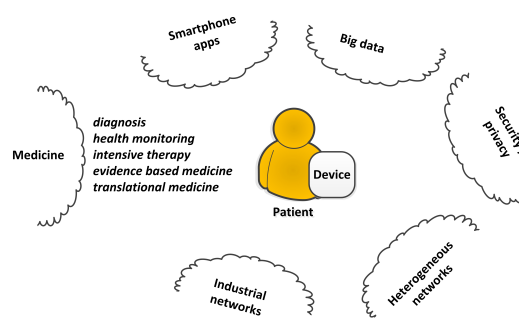 Smartphone
apps
Big data
Security
privacy
Medicine
diagnosis
health monitoring
intensive therapy
evidence based medicine
translational medicine
Device
Patient
Industrial
networks
Heterogeneous
networks